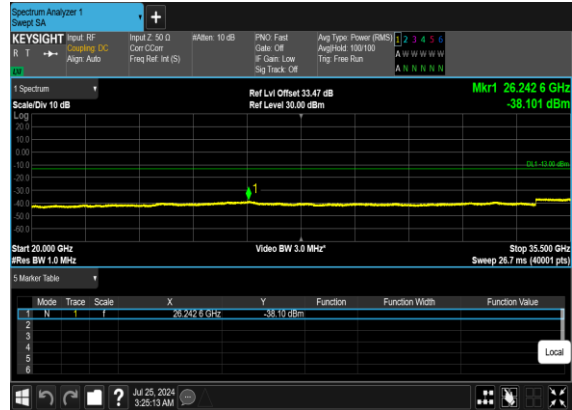 Spectrum Analyzer 1
Swept SA
+
KEYSIGHT Input: RF Input Z: 50 Ω #Atten: 10 dB PNO: Fast Avg Type: Power (RMS) 1 2 3 4 5 6
R T Coupling: DC Corr CCorr Gate: Off Avg|Hold: 100/100 A W W W W W
Align: Auto Freq Ref: Int (S) IF Gain: Low Trig: Free Run
Sig Track: Off A N N N N N
1 Spectrum Ref Lvl Offset 33.47 dB Mkr1 26.242 6 GHz
Scale/Div 10 dB Ref Level 30.00 dBm -38.101 dBm
Log
20.0
10.0
0.00
-10.0 DL1 -13.00 dBm
-20.0
-30.0 1
-40.0
-50.0
-60.0
Start 20.000 GHz Video BW 3.0 MHz* Stop 35.500 GHz
#Res BW 1.0 MHz Sweep 26.7 ms (40001 pts)
5 Marker Table
Mode Trace Scale X Y Function Function Width Function Value
1 N 1 f 26.242 6 GHz -38.10 dBm
2
3
4
5
6
Local
? Jul 25, 2024
3:25:13 AM